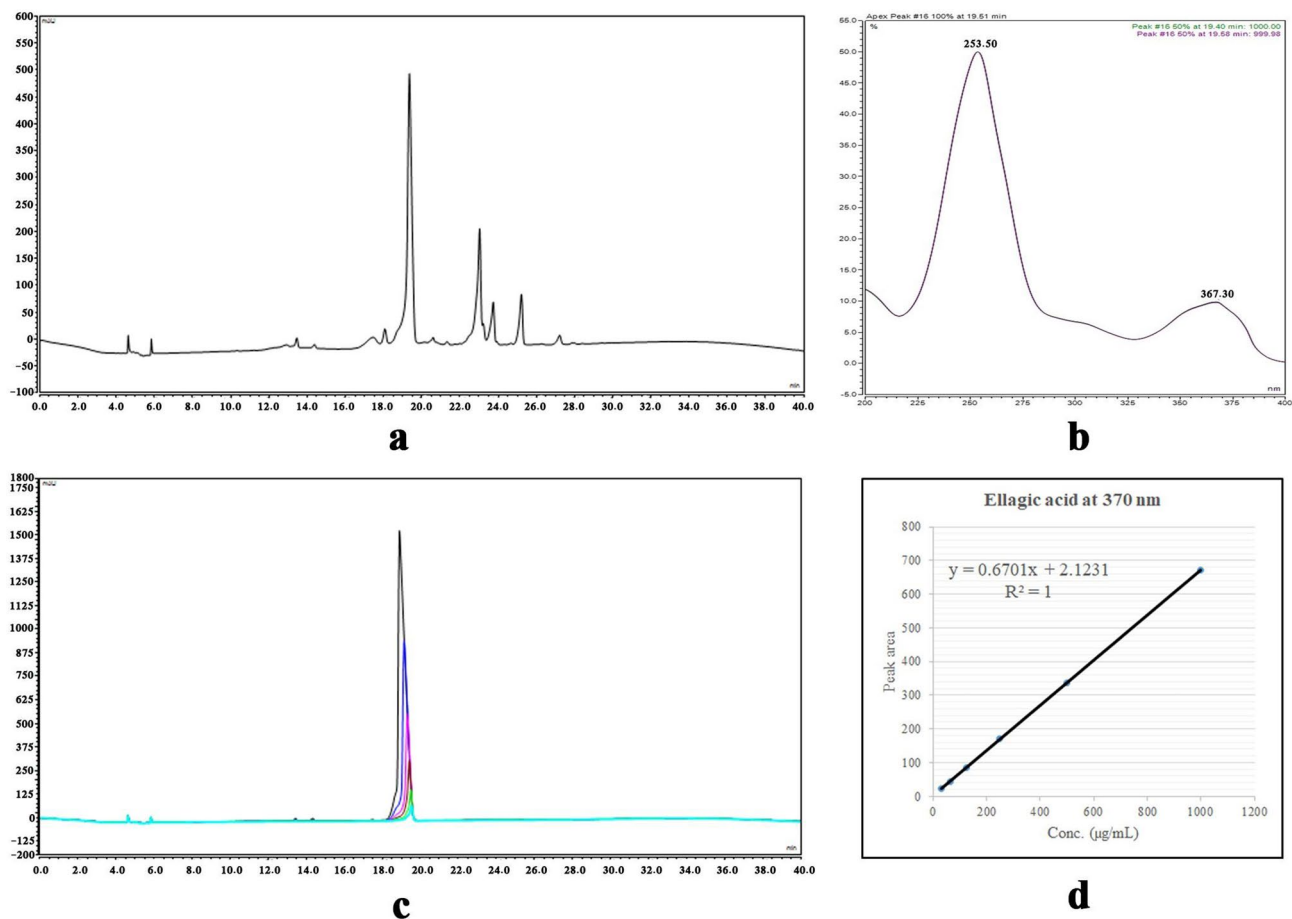 600
mAU
550
500
450
400
350
300
250
200
150
100
50
0
−50
−100
min
0.0 2.0 4.0 6.0 8.0 10.0 12.0 14.0 16.0 18.0 20.0 22.0 24.0 26.0 28.0 30.0 32.0 34.0 36.0 38.0 40.0
a
Apex Peak #16 100% at 19.51 min
55.0
%
Peak #16 50% at 19.40 min: 1000.00
Peak #16 50% at 19.58 min: 999.98
253.50
50.0
45.0
40.0
35.0
30.0
25.0
20.0
15.0
10.0
367.30
5.0
0.0
-5.0
nm
200 225 250 275 300 325 350 375 400
b
1800
mAU
1750
1625
1500
1375
1250
1125
1000
875
750
625
500
375
250
125
0
−125
−200
min
0.0 2.0 4.0 6.0 8.0 10.0 12.0 14.0 16.0 18.0 20.0 22.0 24.0 26.0 28.0 30.0 32.0 34.0 36.0 38.0 40.0
c
Ellagic acid at 370 nm
800
700
600
500
400
300
200
100
0
y = 0.6701x + 2.1231
R² = 1
Peak area
0 200 400 600 800 1000 1200
Conc. (µg/mL)
d